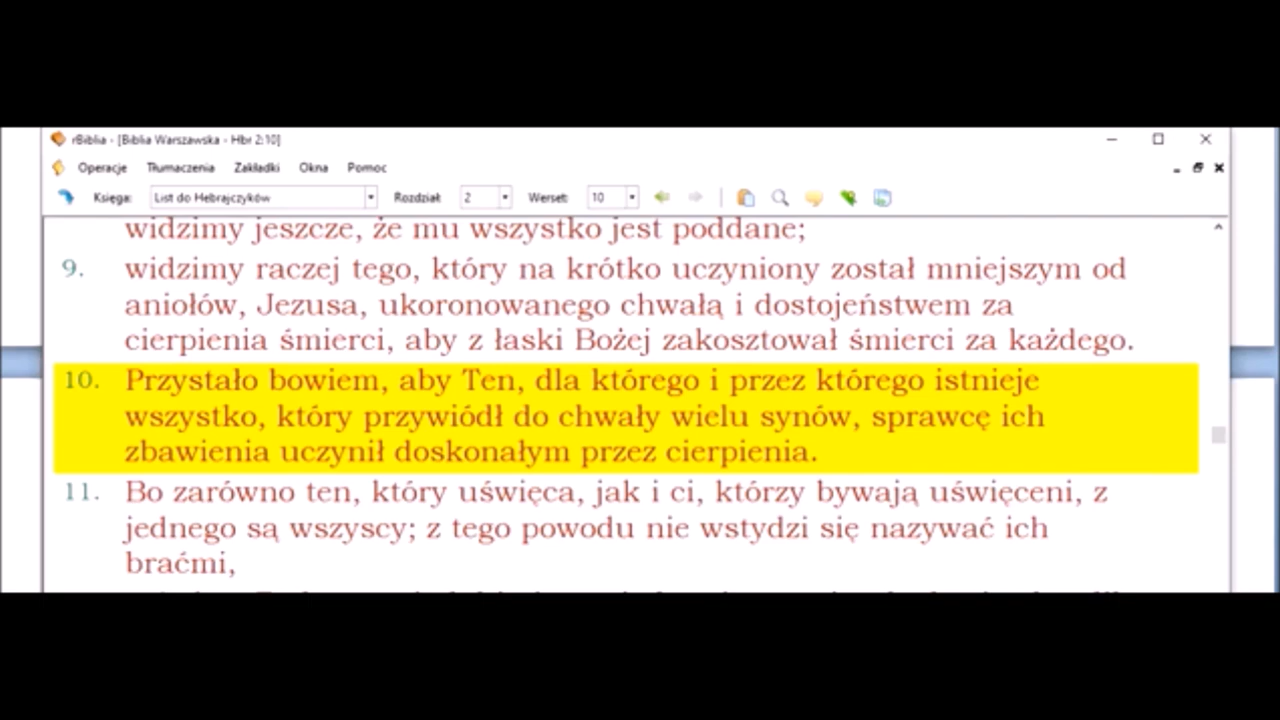 rBiblia - [Biblia Warszawska - Hbr 2:10]
Operacje Tłumaczenia Zakładki Okna Pomoc
Księga: List do Hebrajczyków Rozdział: 2 Werset: 10
widzimy jeszcze, że mu wszystko jest poddane;
9. widzimy raczej tego, który na krótko uczyniony został mniejszym od
aniołów, Jezusa, ukoronowanego chwałą i dostojeństwem za
cierpienia śmierci, aby z łaski Bożej zakosztował śmierci za każdego.
10. Przystało bowiem, aby Ten, dla którego i przez którego istnieje
wszystko, który przywiódł do chwały wielu synów, sprawcę ich
zbawienia uczynił doskonałym przez cierpienia.
11. Bo zarówno ten, który uświęca, jak i ci, którzy bywają uświęceni, z
jednego są wszyscy; z tego powodu nie wstydzi się nazywać ich
braćmi,